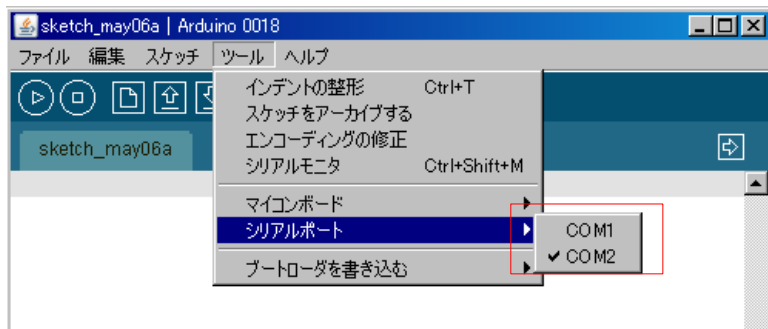 sketch_may06a | Arduino 0018
ファイル 編集 スケッチ ツール ヘルプ
インデントの整形 Ctrl+T
スケッチをアーカイブする
エンコーディングの修正
シリアルモニタ Ctrl+Shift+M
マイコンボード
シリアルポート
ブートローダを書き込む
COM1
COM2
sketch_may06a